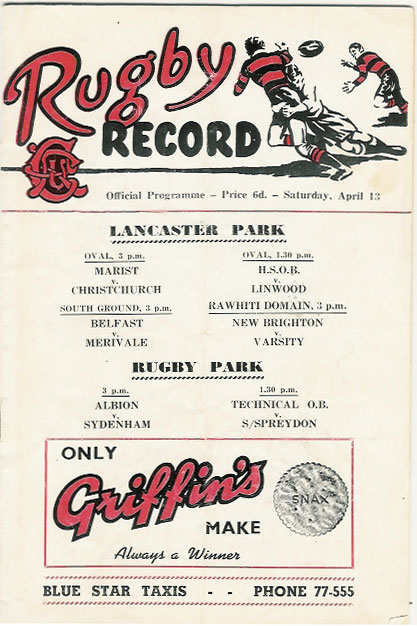 Rugby
RECORD
Official Programme – Price 6d. – Saturday, April 13
LANCASTER PARK
OVAL, 3 p.m.
MARIST
v.
CHRISTCHURCH
OVAL, 1.30 p.m.
H.S.O.B.
v.
LINWOOD
SOUTH GROUND, 3 p.m.
BELFAST
v.
MERIVALE
RAWHITI DOMAIN, 3 p.m.
NEW BRIGHTON
v.
VARSITY
RUGBY PARK
3 p.m.
ALBION
v.
SYDENHAM
1.30 p.m.
TECHNICAL O.B.
v.
S/SPREYDON
ONLY
Griffin's
SNAX
MAKE
Always a Winner
BLUE STAR TAXIS - - PHONE 77-555